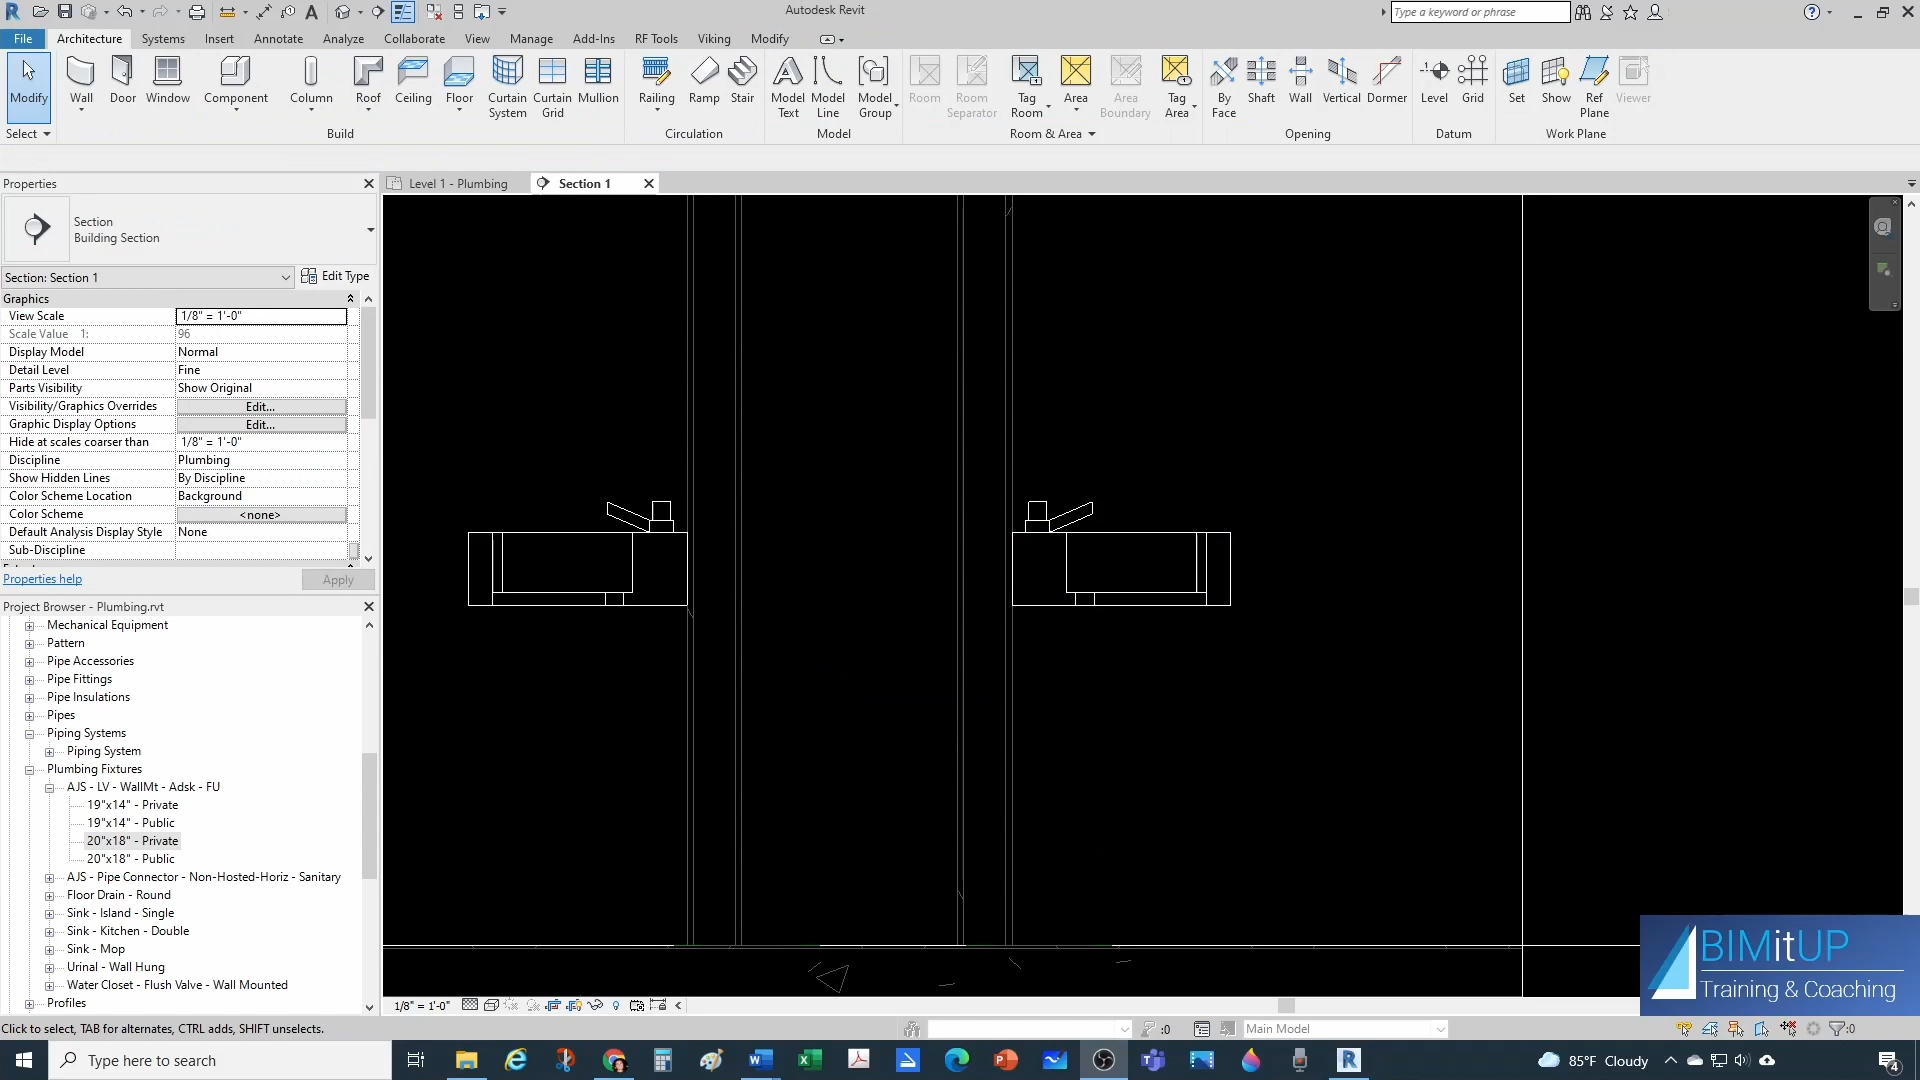 Autodesk Revit
Type a keyword or phrase
File Architecture Systems Insert Annotate Analyze Collaborate View Manage Add-Ins RF Tools Viking Modify
Modify Wall Door Window Component Column Roof Ceiling Floor Curtain System Curtain Grid Mullion Railing Ramp Stair Model Text Model Line Model Group Room Room Separator Tag Room Area Area Boundary Tag Area By Face Shaft Wall Vertical Dormer Level Grid Set Show Ref Plane Viewer
Select Build Circulation Model Room & Area Opening Datum Work Plane
Properties
Level 1 - Plumbing Section 1
Section
Building Section
Section: Section 1 Edit Type
Graphics
View Scale 1/8" = 1'-0"
Scale Value 1: 96
Display Model Normal
Detail Level Fine
Parts Visibility Show Original
Visibility/Graphics Overrides Edit...
Graphic Display Options Edit...
Hide at scales coarser than 1/8" = 1'-0"
Discipline Plumbing
Show Hidden Lines By Discipline
Color Scheme Location Background
Color Scheme <none>
Default Analysis Display Style None
Sub-Discipline
Properties help Apply
Project Browser - Plumbing.rvt
Mechanical Equipment
Pattern
Pipe Accessories
Pipe Fittings
Pipe Insulations
Pipes
Piping Systems
Piping System
Plumbing Fixtures
AJS - LV - WallMt - Adsk - FU
19"x14" - Private
19"x14" - Public
20"x18" - Private
20"x18" - Public
AJS - Pipe Connector - Non-Hosted-Horiz - Sanitary
Floor Drain - Round
Sink - Island - Single
Sink - Kitchen - Double
Sink - Mop
Urinal - Wall Hung
Water Closet - Flush Valve - Wall Mounted
Profiles
BIMitUP
Training & Coaching
1/8" = 1'-0"
Click to select, TAB for alternates, CTRL adds, SHIFT unselects.
:0
Main Model
:0
Type here to search
85°F Cloudy
4